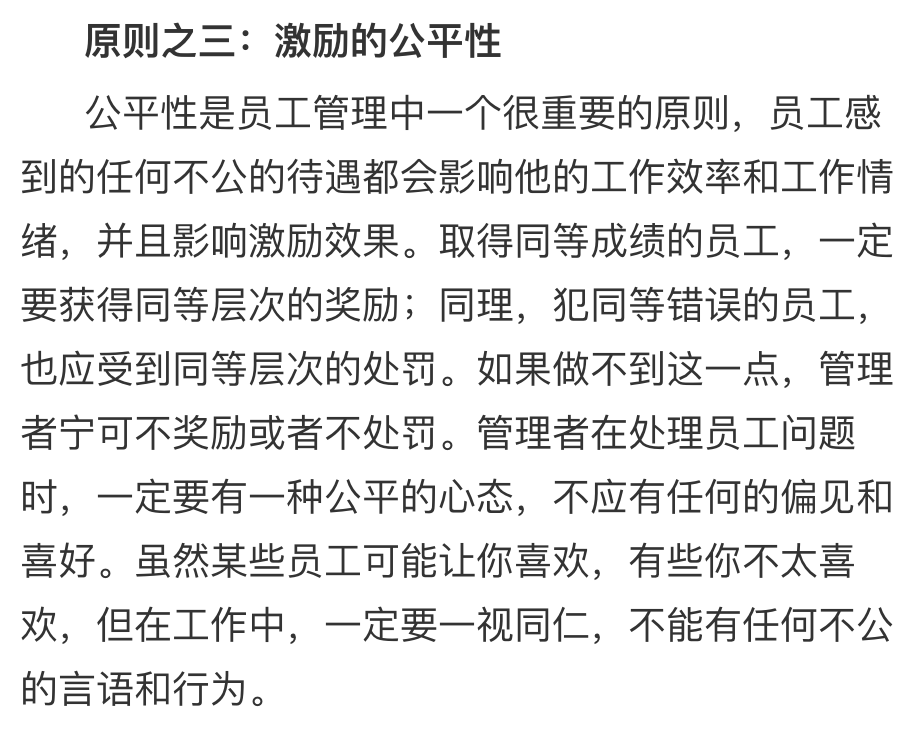 原则之三：激励的公平性
公平性是员工管理中一个很重要的原则，员工感
到的任何不公的待遇都会影响他的工作效率和工作情
绪，并且影响激励效果。取得同等成绩的员工，一定
要获得同等层次的奖励；同理，犯同等错误的员工，
也应受到同等层次的处罚。如果做不到这一点，管理
者宁可不奖励或者不处罚。管理者在处理员工问题
时，一定要有一种公平的心态，不应有任何的偏见和
喜好。虽然某些员工可能让你喜欢，有些你不太喜
欢，但在工作中，一定要一视同仁，不能有任何不公
的言语和行为。